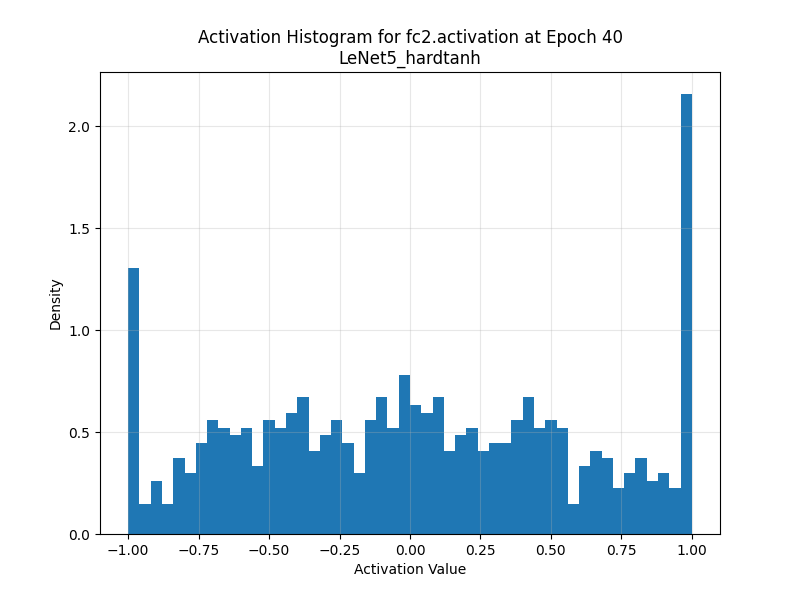 Activation Histogram for fc2.activation at Epoch 40
LeNet5_hardtanh
2.0
1.5
1.0
0.5
0.0
Density
−1.00 −0.75 −0.50 −0.25 0.00 0.25 0.50 0.75 1.00
Activation Value